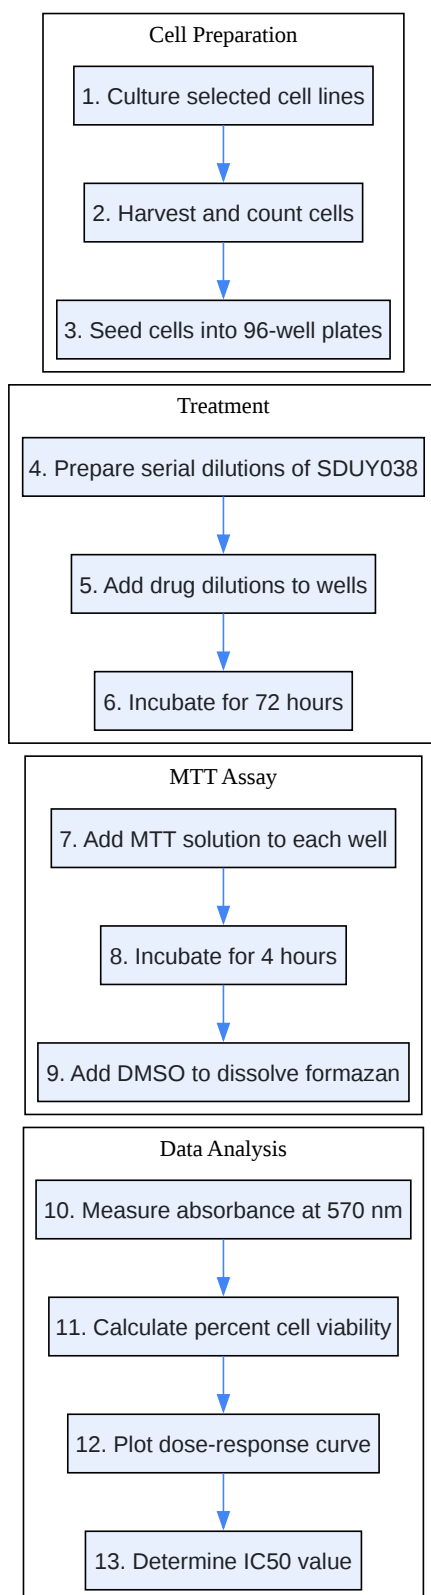 Cell Preparation
1. Culture selected cell lines
2. Harvest and count cells
3. Seed cells into 96-well plates
Treatment
4. Prepare serial dilutions of SDUY038
5. Add drug dilutions to wells
6. Incubate for 72 hours
MTT Assay
7. Add MTT solution to each well
8. Incubate for 4 hours
9. Add DMSO to dissolve formazan
Data Analysis
10. Measure absorbance at 570 nm
11. Calculate percent cell viability
12. Plot dose-response curve
13. Determine IC50 value